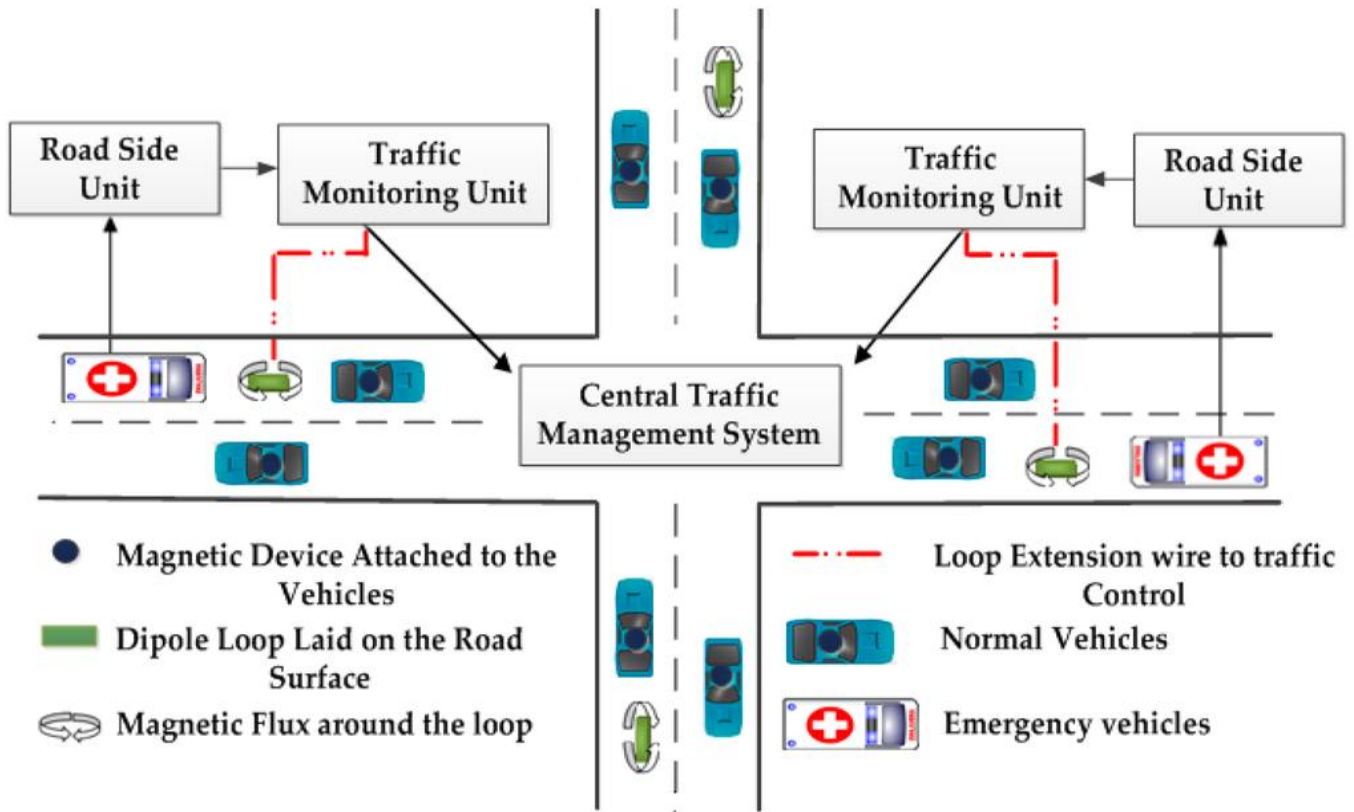 Road Side
Unit
Traffic
Monitoring Unit
Traffic
Monitoring Unit
Road Side
Unit
Central Traffic
Management System
Magnetic Device Attached to the
Vehicles
Dipole Loop Laid on the Road
Surface
Magnetic Flux around the loop
Loop Extension wire to traffic
Control
Normal Vehicles
Emergency vehicles